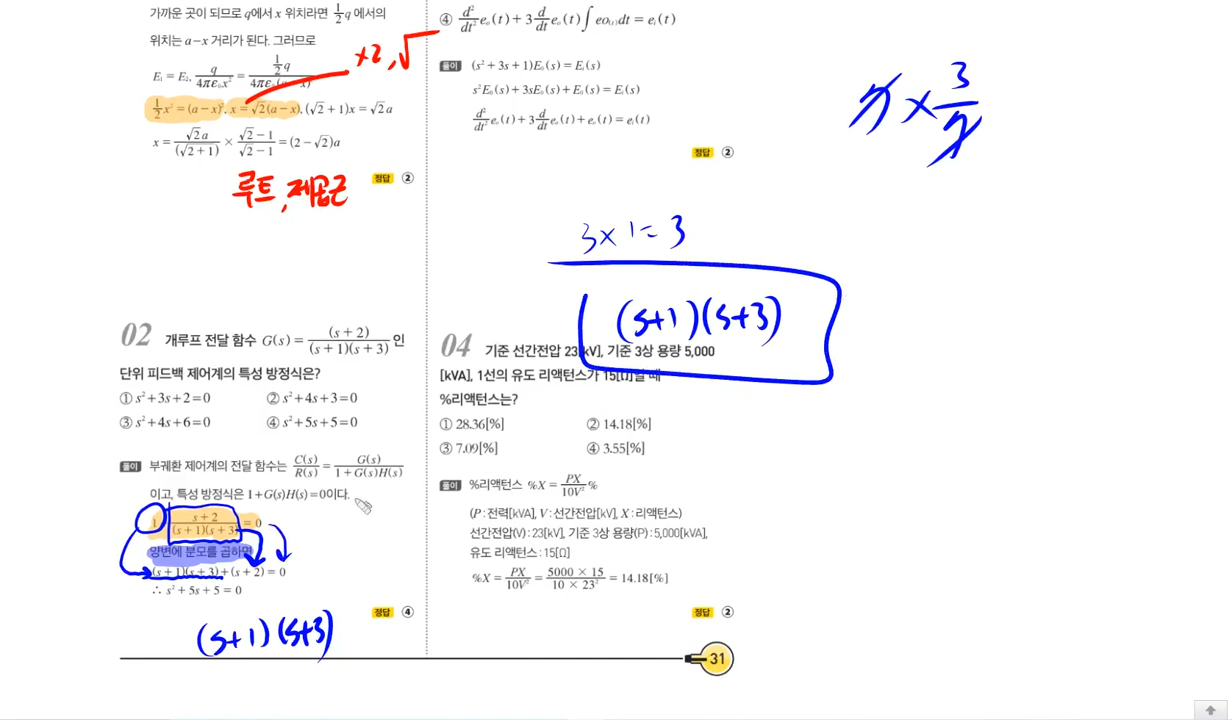 가까운 곳이 되므로 q에서 x 위치라면 1/2 q 에서의
위치는 a−x 거리가 된다. 그러므로
E₁ = E₂, q/(4πε₀x²) = (1/2 q)/(4πε₀(a−x)
×2, √
1/2 x² = (a−x)², x = √2(a−x), (√2+1)x = √2a
x = √2a/(√2+1) × (√2−1)/(√2−1) = (2−√2)a
정답 ②
루트, 제곱근
02 개루프 전달 함수 G(s) = (s+2)/((s+1)(s+3)) 인
단위 피드백 제어계의 특성 방정식은?
① s²+3s+2=0 ② s²+4s+3=0
③ s²+4s+6=0 ④ s²+5s+5=0
풀이 부궤환 제어계의 전달 함수는 C(s)/R(s) = G(s)/(1+G(s)H(s))
이고, 특성 방정식은 1+G(s)H(s)=0이다.
1 (s+2)/((s+1)(s+3)) = 0
양변에 분모를 곱하면
(s+1)(s+3)+(s+2)=0
∴ s²+5s+5=0
정답 ④
(s+1)(s+3)
④ d²/dt² eₒ(t)+3 d/dt eₒ(t)∫eo(t)dt = eᵢ(t)
풀이 (s²+3s+1)Eₒ(s)=Eᵢ(s)
s²Eₒ(s)+3sEₒ(s)+Eₒ(s)=Eᵢ(s)
d²/dt² eₒ(t)+3 d/dt eₒ(t)+eₒ(t)=eᵢ(t)
정답 ②
3×1=3
(s+1)(s+3)
04 기준 선간전압 23[kV], 기준 3상 용량 5,000
[kVA], 1선의 유도 리액턴스가 15[Ω]일 때
%리액턴스는?
① 28.36[%] ② 14.18[%]
③ 7.09[%] ④ 3.55[%]
풀이 %리액턴스 %X = PX/10V² %
(P : 전력[kVA], V : 선간전압[kV], X : 리액턴스)
선간전압(V) : 23[kV], 기준 3상 용량(P) : 5,000[kVA],
유도 리액턴스 : 15[Ω]
%X = PX/10V² = (5000 × 15)/(10 × 23²) = 14.18[%]
정답 ②
31
× 3/2